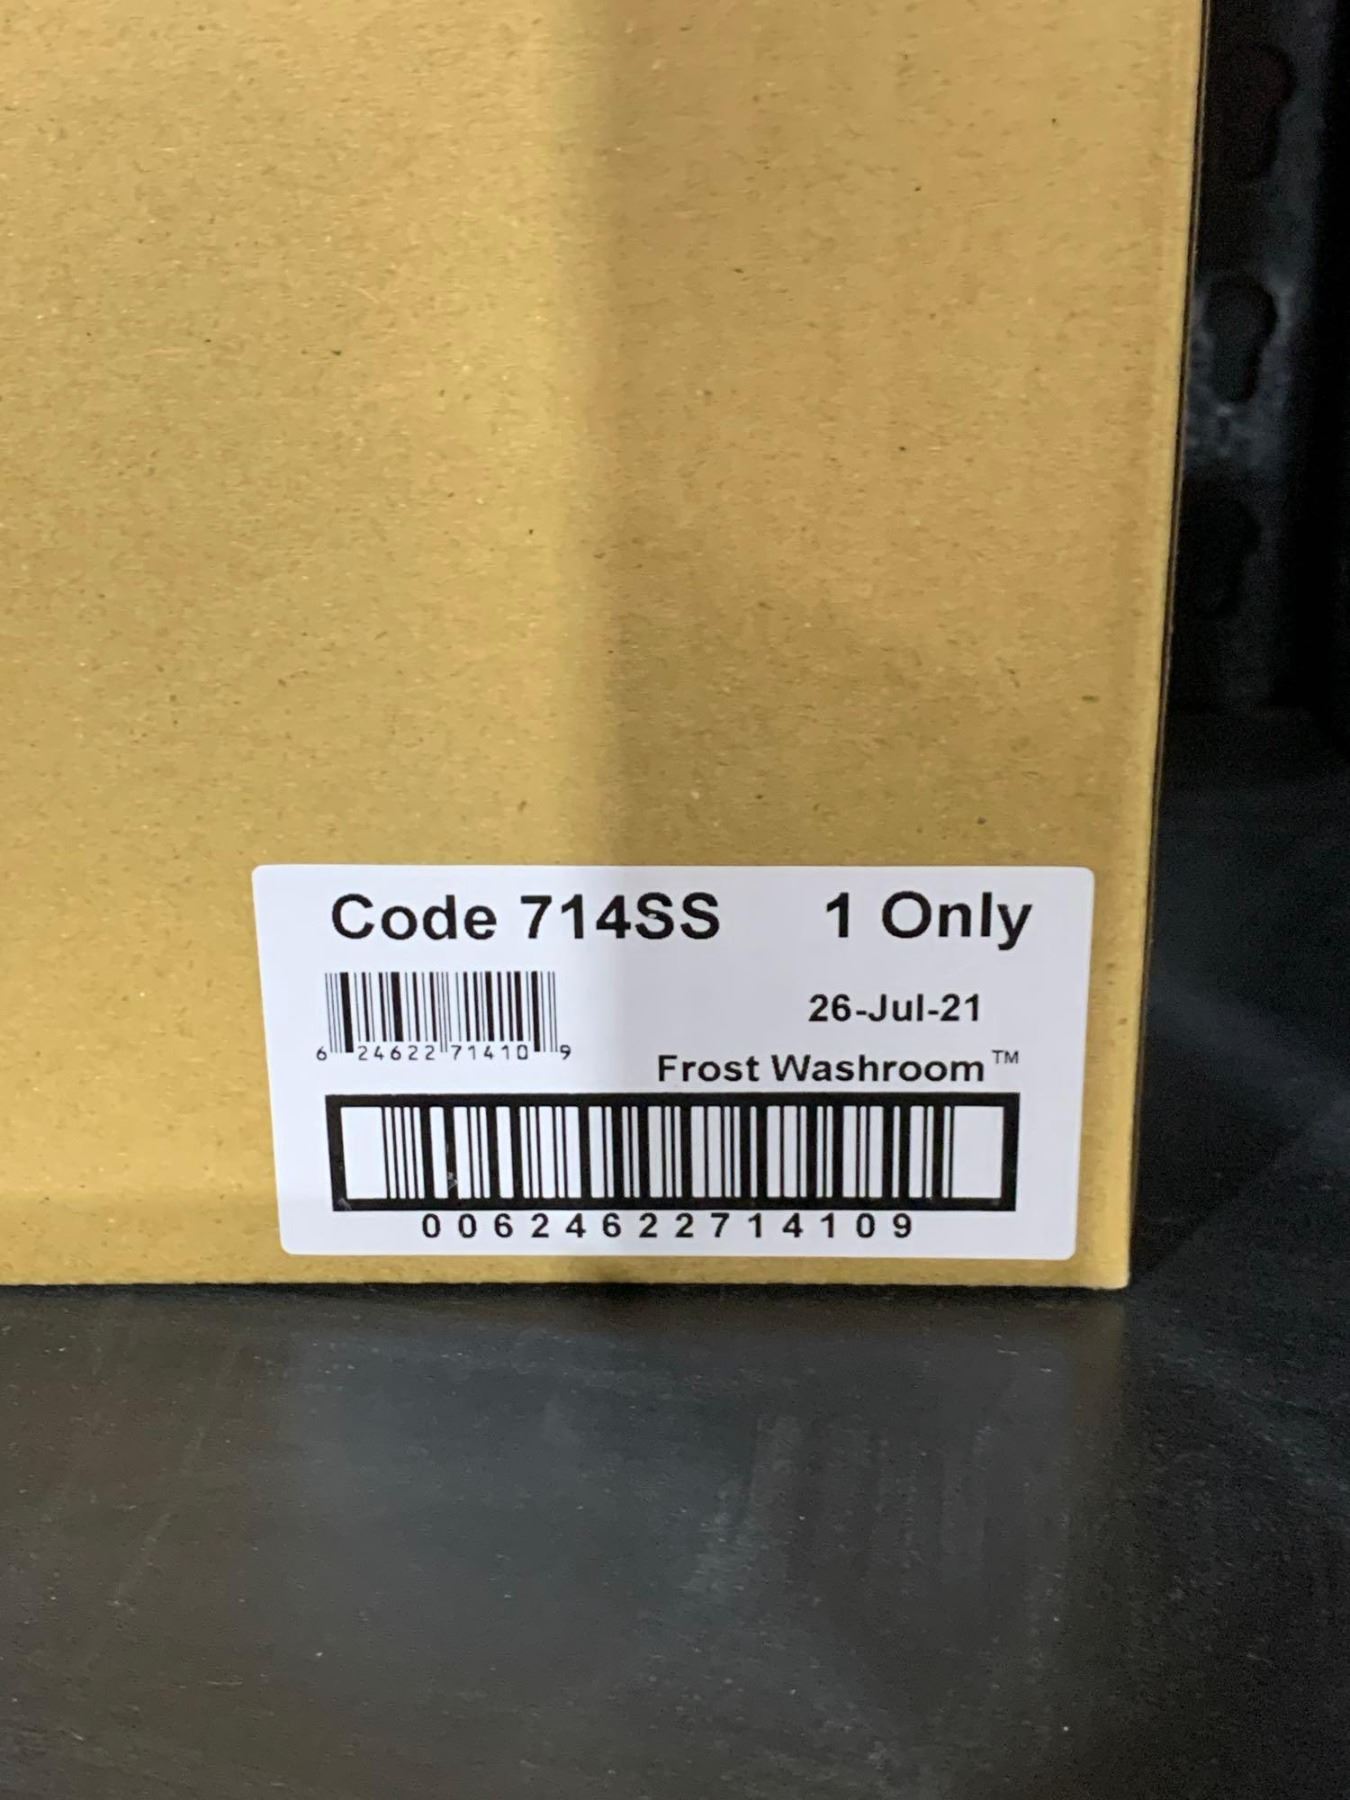 Code 714SS 1 Only
26-Jul-21
6 24622 71410 9
Frost Washroom™
00624622714109